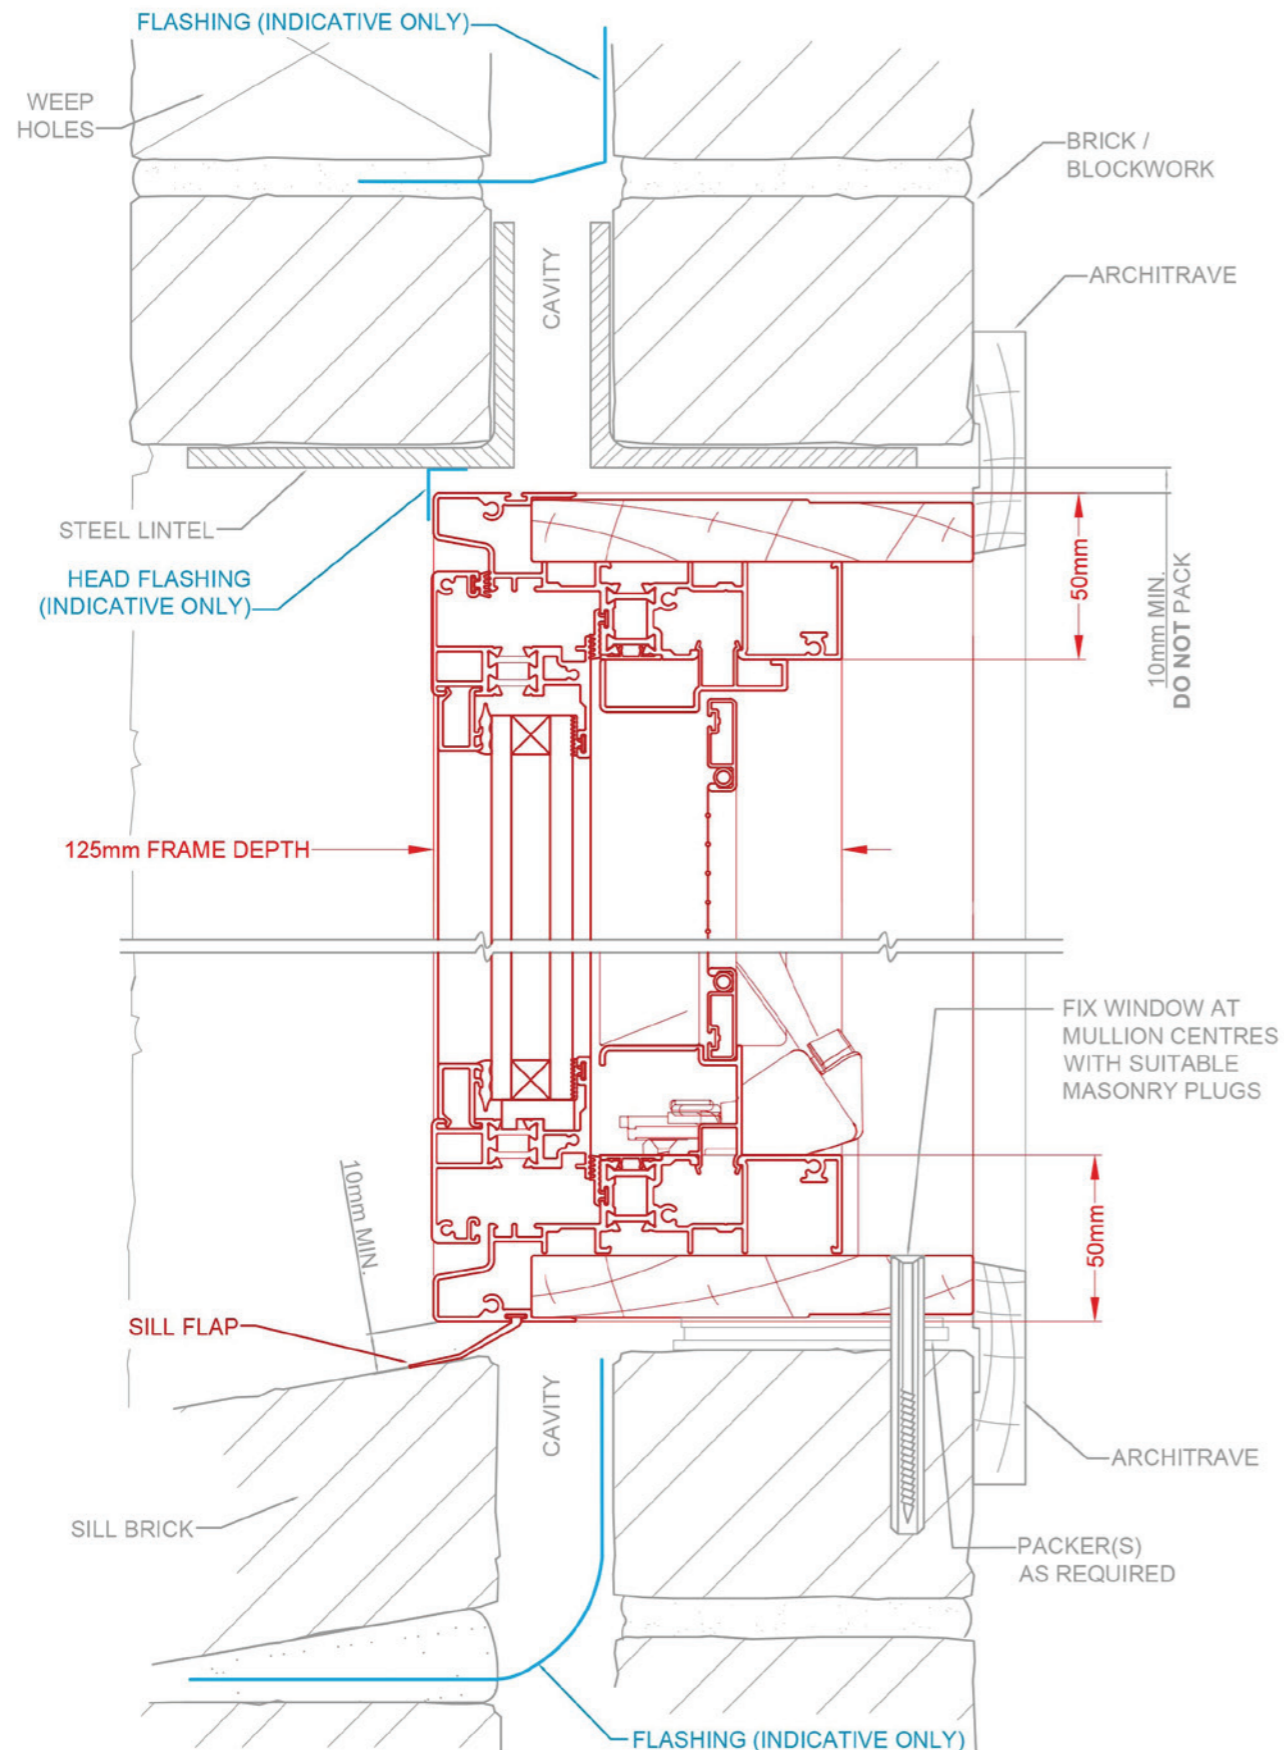 FLASHING (INDICATIVE ONLY)
WEEP
HOLES
BRICK /
BLOCKWORK
CAVITY
ARCHITRAVE
STEEL LINTEL
HEAD FLASHING
(INDICATIVE ONLY)
50mm
10mm MIN.
DO NOT PACK
125mm FRAME DEPTH
FIX WINDOW AT
MULLION CENTRES
WITH SUITABLE
MASONRY PLUGS
10mm MIN.
50mm
SILL FLAP
CAVITY
ARCHITRAVE
SILL BRICK
PACKER(S)
AS REQUIRED
FLASHING (INDICATIVE ONLY)